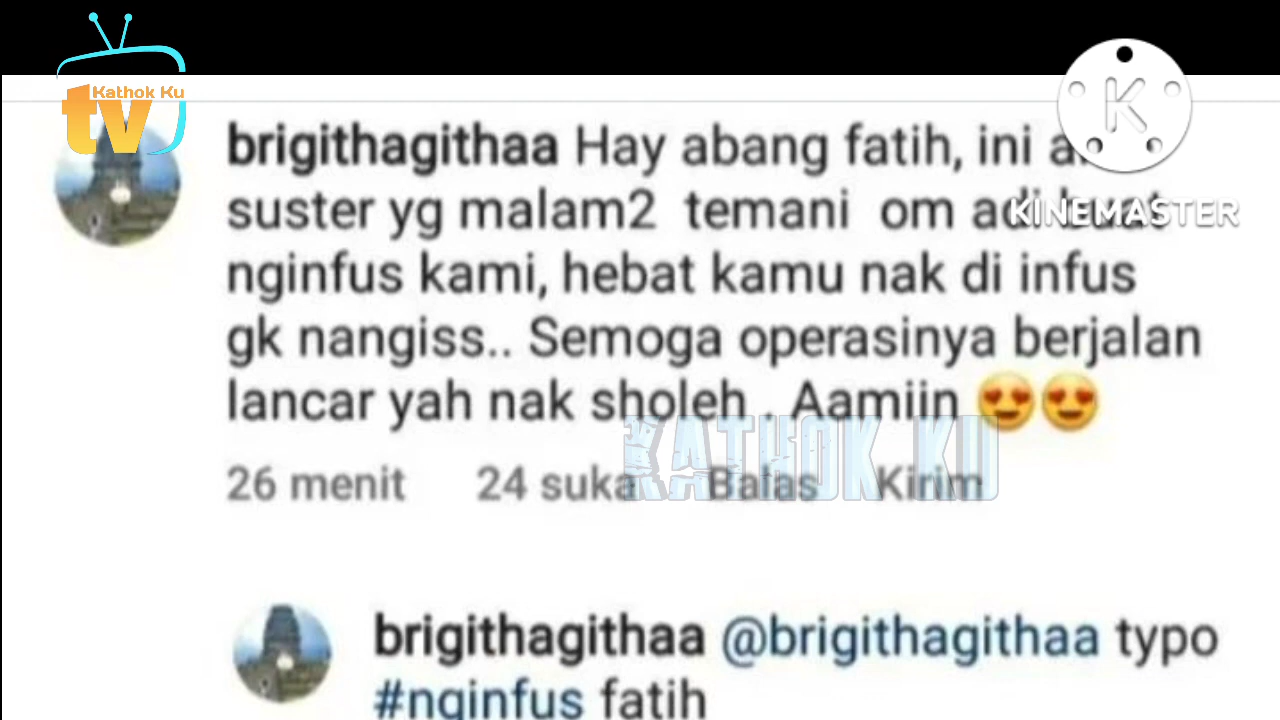 Kathok Ku
tv
K
KINEMASTER
brigithagithaa Hay abang fatih, ini
suster yg malam2 temani om
nginfus kami, hebat kamu nak di infus
gk nangiss.. Semoga operasinya berjalan
lancar yah nak sholeh . Aamiin 😍😍
KATHOK KU
26 menit 24 suka Balas Kirim
brigithagithaa @brigithagithaa typo
#nginfus fatih